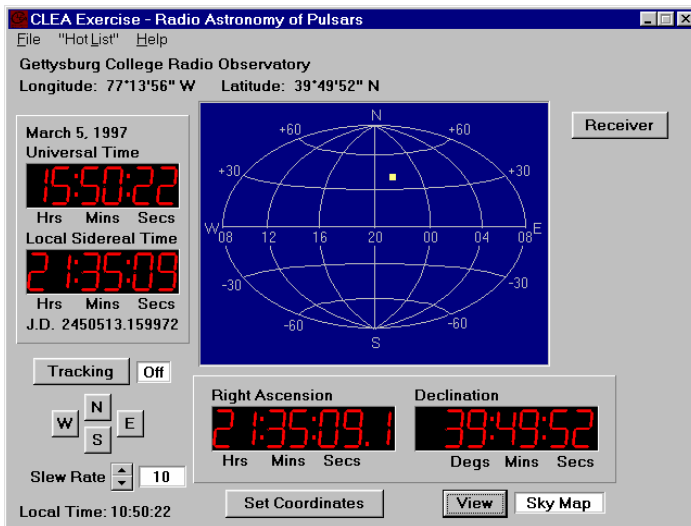 CLEA Exercise - Radio Astronomy of Pulsars
File "Hot List" Help
Gettysburg College Radio Observatory
Longitude: 77°13'56" W Latitude: 39°49'52" N
Receiver
March 5, 1997
Universal Time
15:50:22
Hrs Mins Secs
Local Sidereal Time
21:35:09
Hrs Mins Secs
J.D. 2450513.159972
N
+60 +60
+30 +30
W 08 12 16 20 00 04 08 E
-30 -30
-60 -60
S
Tracking Off
N
W E
S
Slew Rate 10
Local Time: 10:50:22
Right Ascension Declination
21:35:09.1 39:49:52
Hrs Mins Secs Degs Mins Secs
Set Coordinates View Sky Map